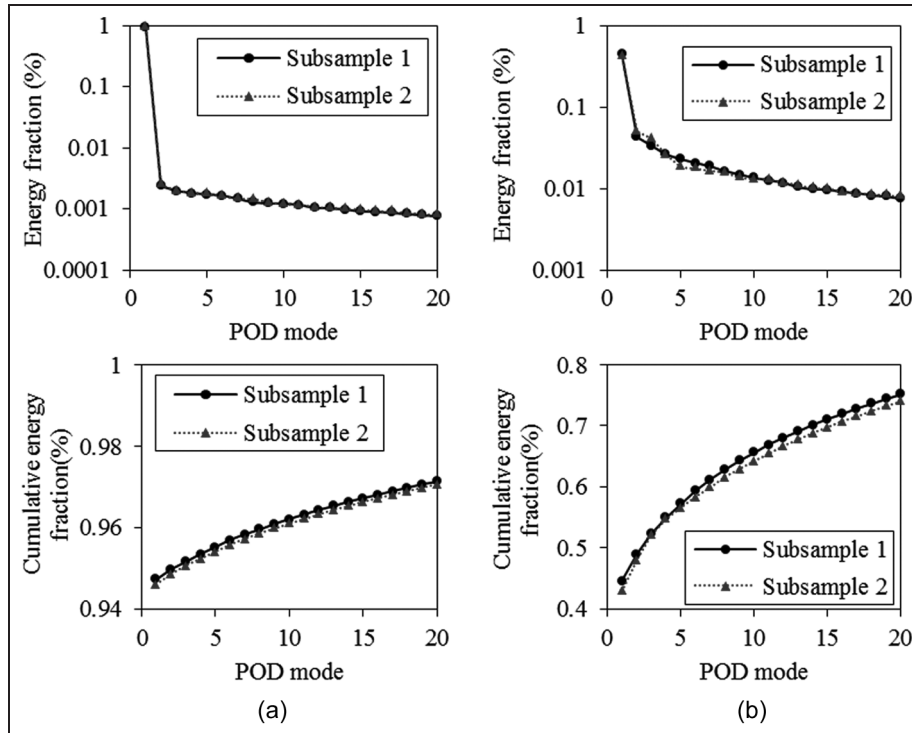 1
0.1
0.01
0.001
0.0001
Energy fraction (%)
Subsample 1
Subsample 2
0 5 10 15 20
POD mode
1
0.1
0.01
0.001
Energy fraction (%)
Subsample 1
Subsample 2
0 5 10 15 20
POD mode
1
0.98
0.96
0.94
Cumulative energy
fraction(%)
Subsample 1
Subsample 2
0 5 10 15 20
POD mode
(a)
0.8
0.7
0.6
0.5
0.4
Cumulative energy
fraction(%)
Subsample 1
Subsample 2
0 5 10 15 20
POD mode
(b)